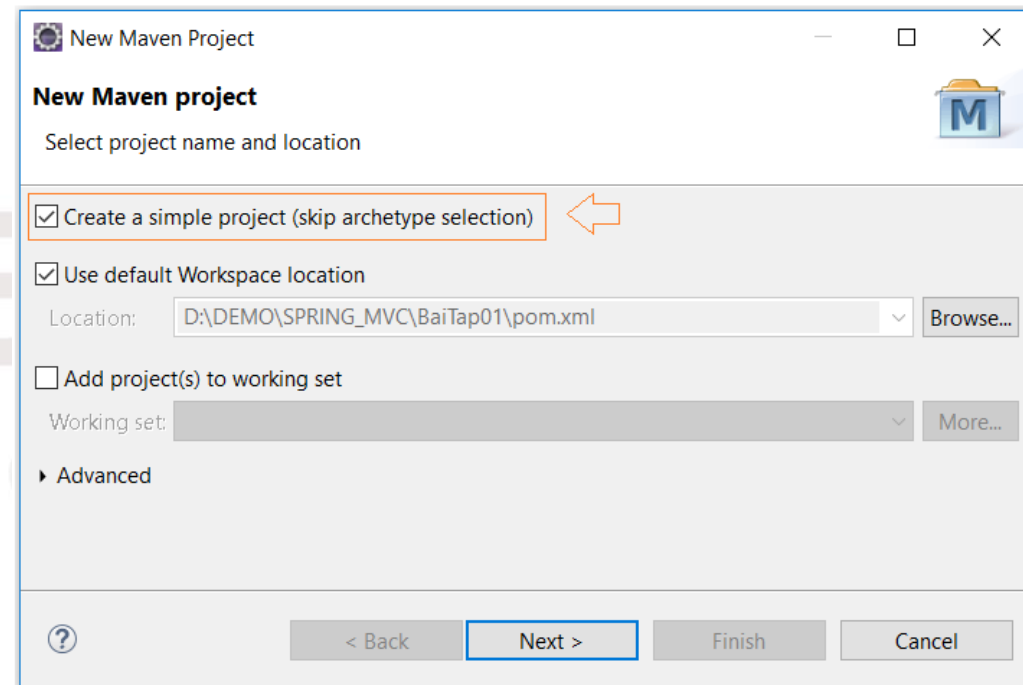 New Maven Project
New Maven project
Select project name and location
M
Create a simple project (skip archetype selection)
Use default Workspace location
Location: D:\DEMO\SPRING_MVC\BaiTap01\pom.xml Browse...
Add project(s) to working set
Working set: More...
Advanced
? < Back Next > Finish Cancel